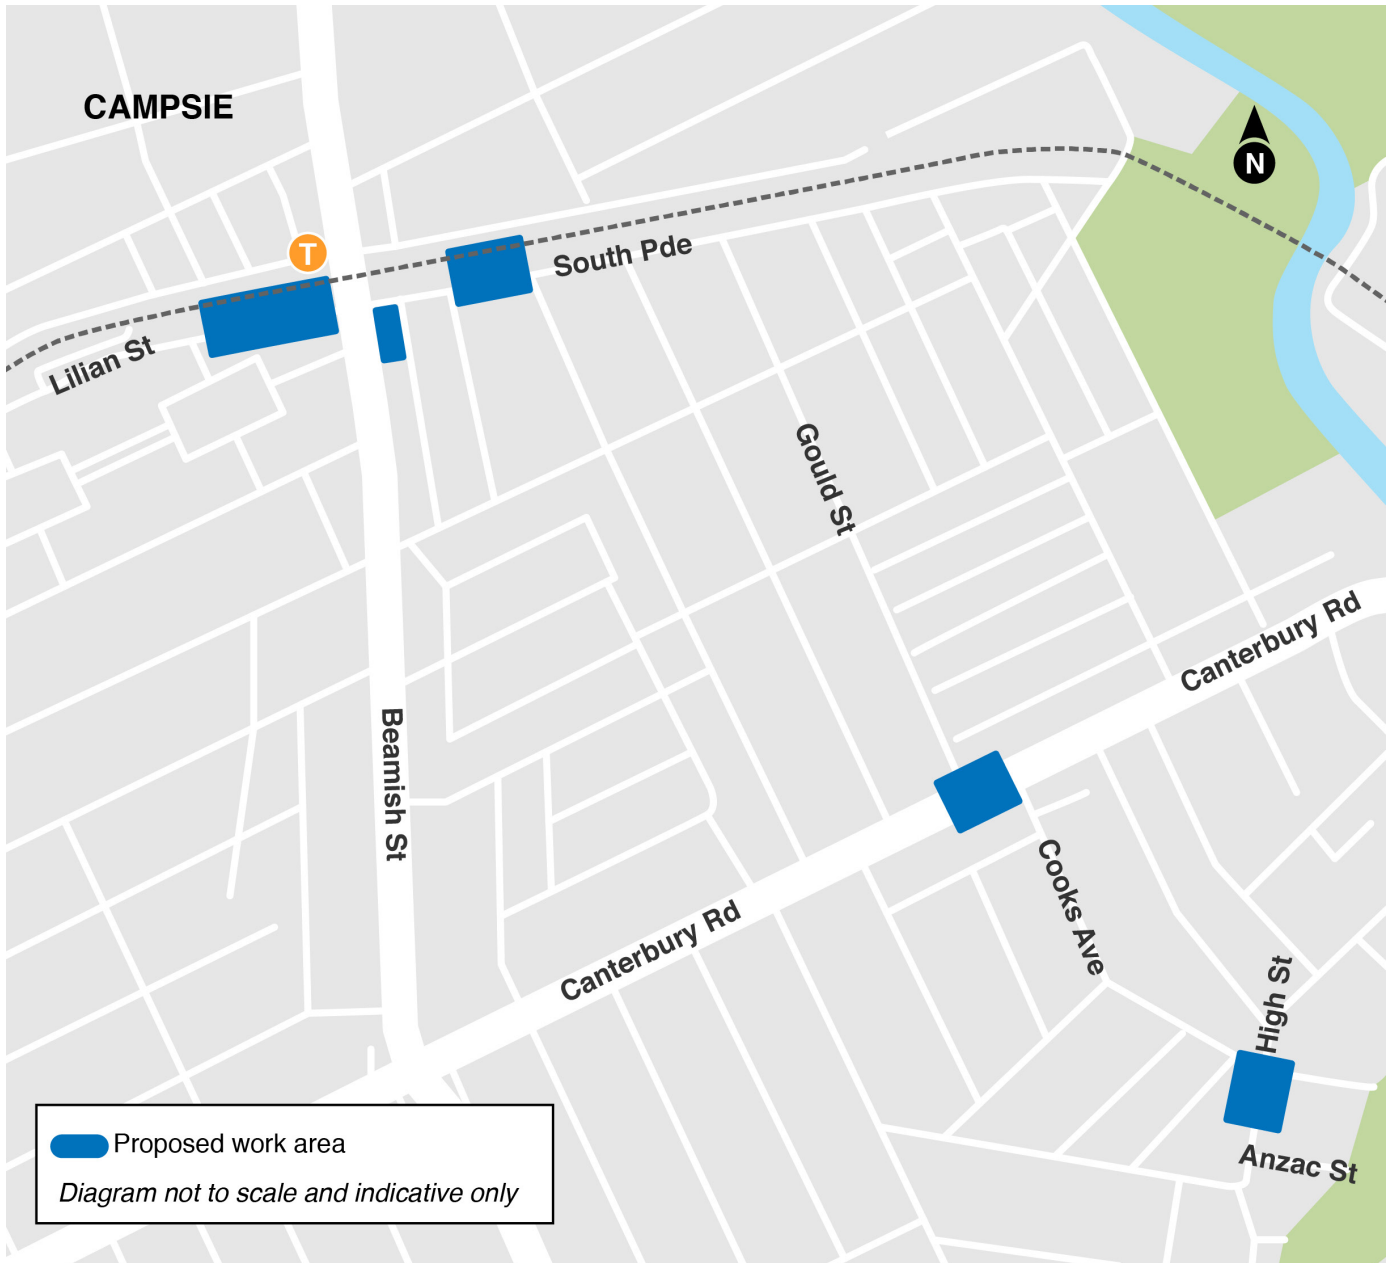 CAMPSIE
N
T
South Pde
Lilian St
Gould St
Canterbury Rd
Beamish St
Cooks Ave
Canterbury Rd
High St
Anzac St
Proposed work area
Diagram not to scale and indicative only